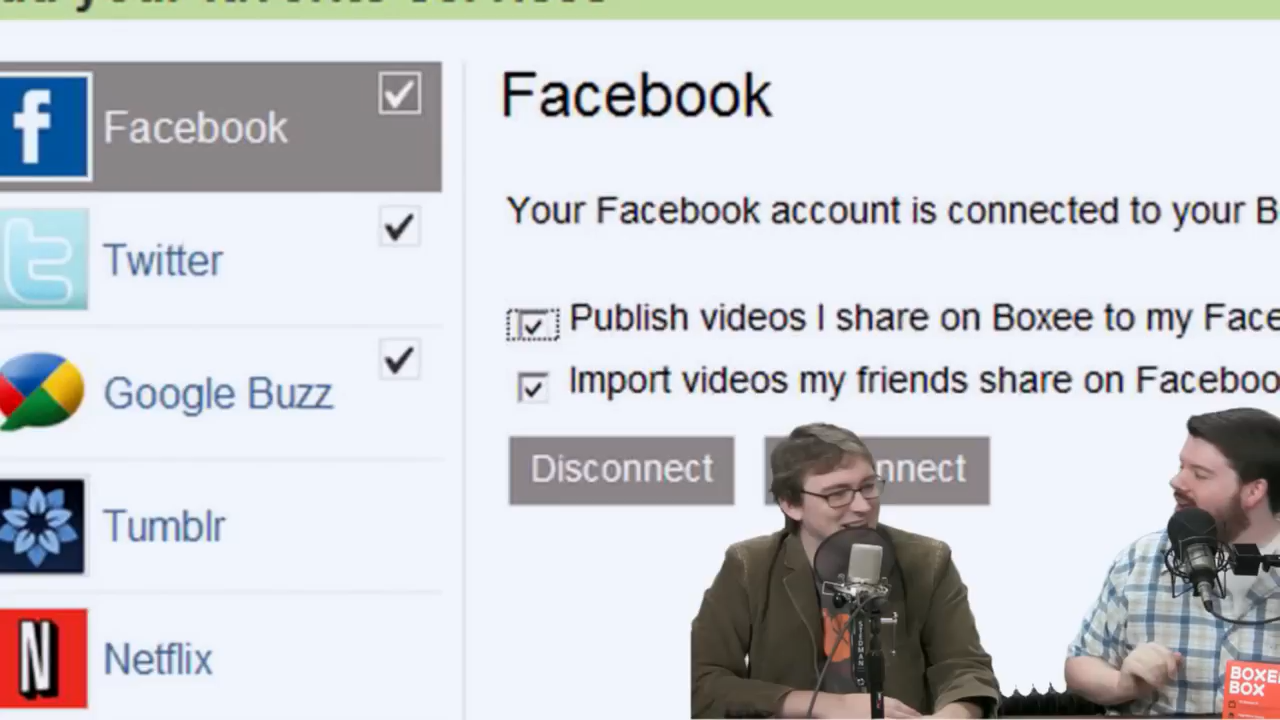 Facebook
Twitter
Google Buzz
Tumblr
Netflix
Facebook
Your Facebook account is connected to your B
Publish videos I share on Boxee to my Face
Import videos my friends share on Faceboo
Disconnect
nnect
STEDMAN
BOXEE
BOX